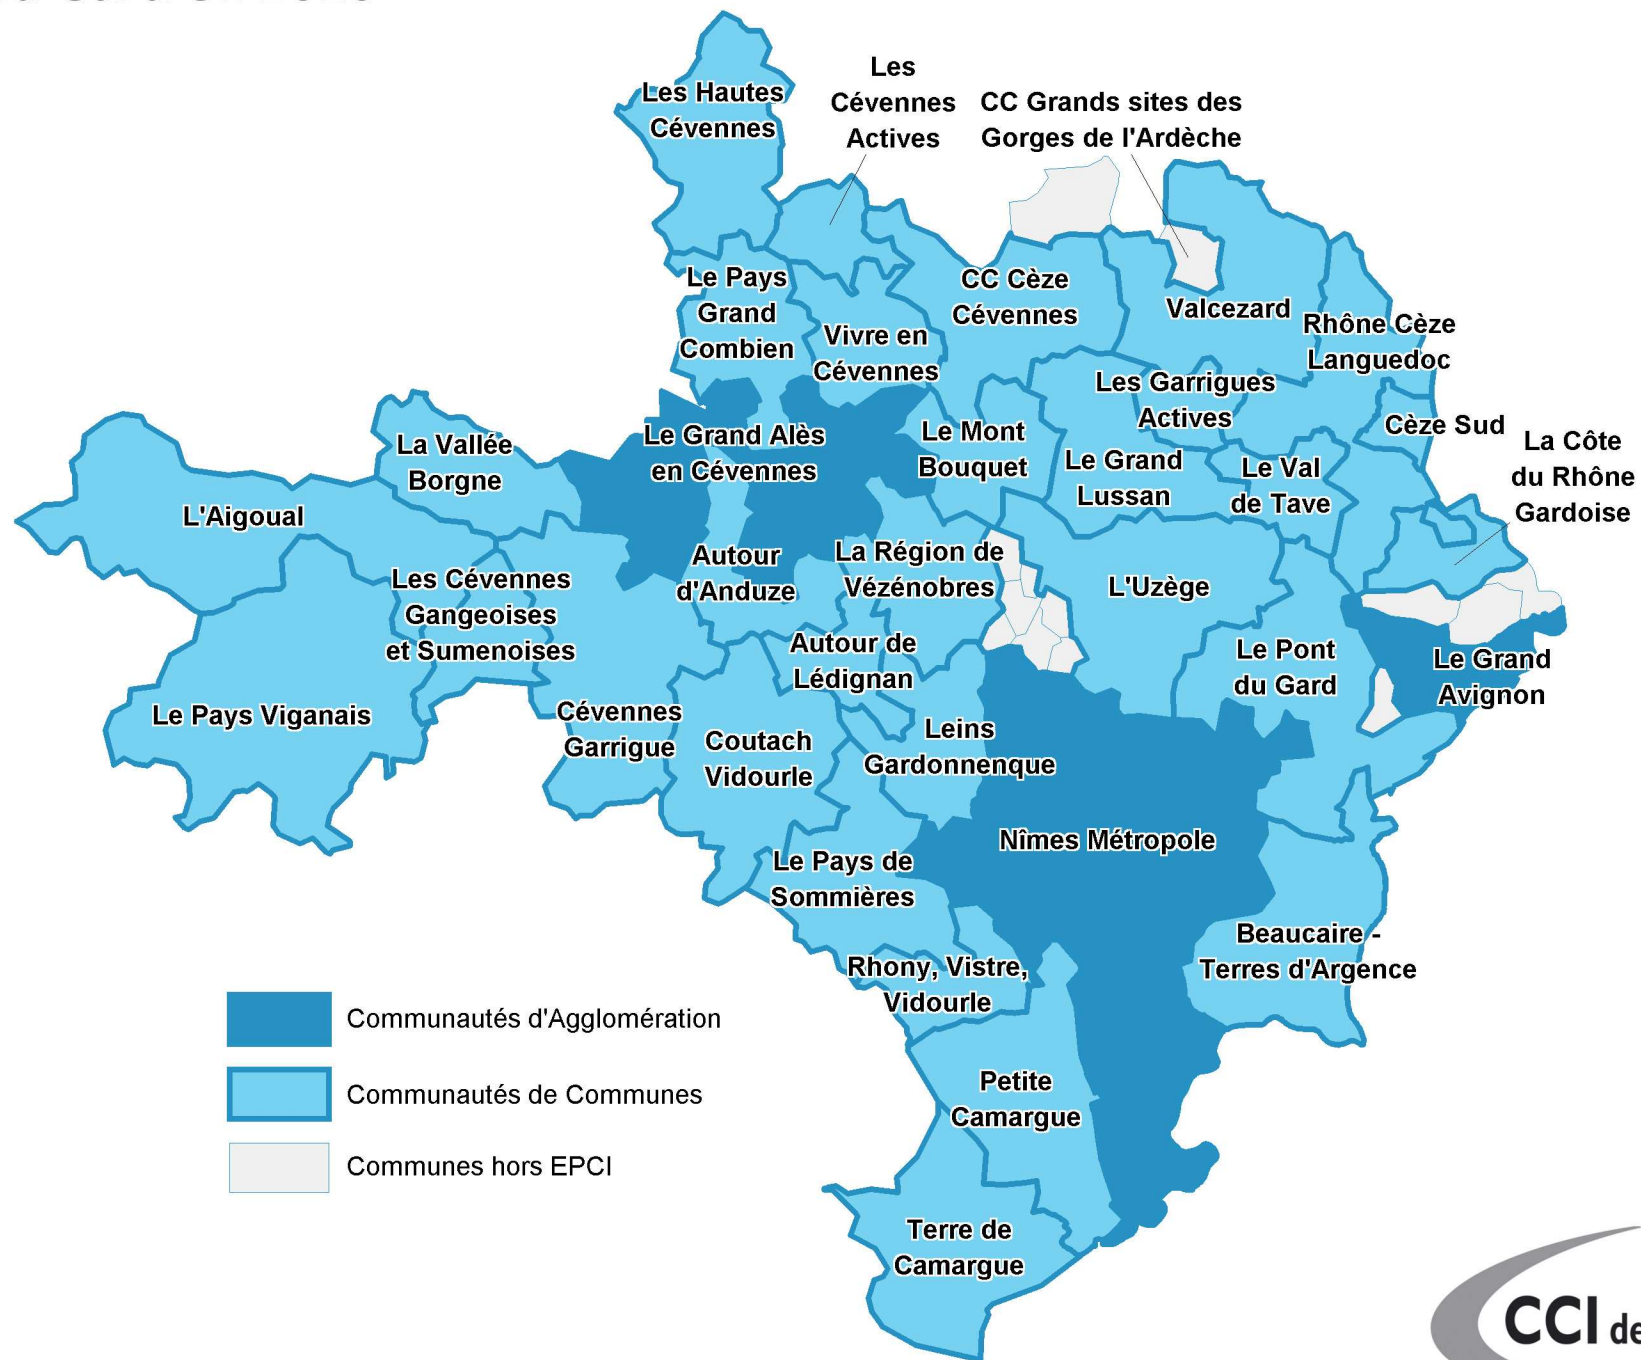 Les Hautes
Cévennes
Les
Cévennes
Actives
CC Grands sites des
Gorges de l'Ardèche
Le Pays
Grand
Combien
Vivre en
Cévennes
CC Cèze
Cévennes
Valcezard
Rhône Cèze
Languedoc
Les Garrigues
Actives
Cèze Sud
La Côte
du Rhône
Gardoise
La Vallée
Borgne
Le Grand Alès
en Cévennes
Le Mont
Bouquet
Le Grand
Lussan
Le Val
de Tave
L'Aigoual
Les Cévennes
Gangeoises
et Sumenoises
Autour
d'Anduze
La Région de
Vézénobres
L'Uzège
Autour de
Lédignan
Le Pont
du Gard
Le Grand
Avignon
Le Pays Viganais
Cévennes
Garrigue
Coutach
Vidourle
Leins
Gardonnenque
Nîmes Métropole
Le Pays de
Sommières
Beaucaire -
Terres d'Argence
Rhony, Vistre,
Vidourle
Petite
Camargue
Terre de
Camargue
Communautés d'Agglomération
Communautés de Communes
Communes hors EPCI
CCI de